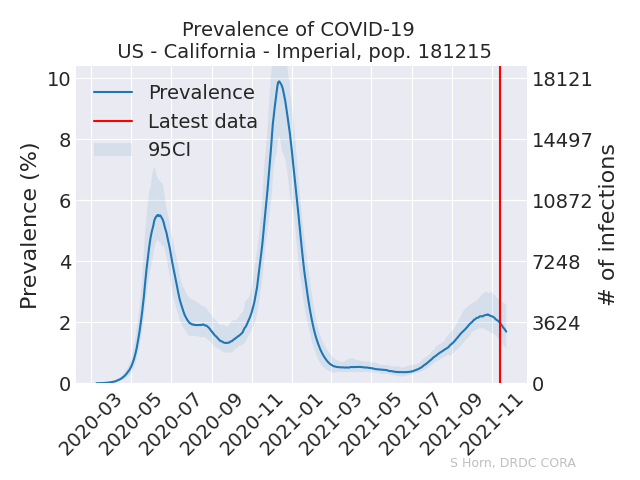 Prevalence of COVID-19
US - California - Imperial, pop. 181215
Prevalence
Latest data
95CI
Prevalence (%)
10
8
6
4
2
0
18121
14497
10872
7248
3624
0
# of infections
2020-03
2020-05
2020-07
2020-09
2020-11
2021-01
2021-03
2021-05
2021-07
2021-09
2021-11
S Horn, DRDC CORA